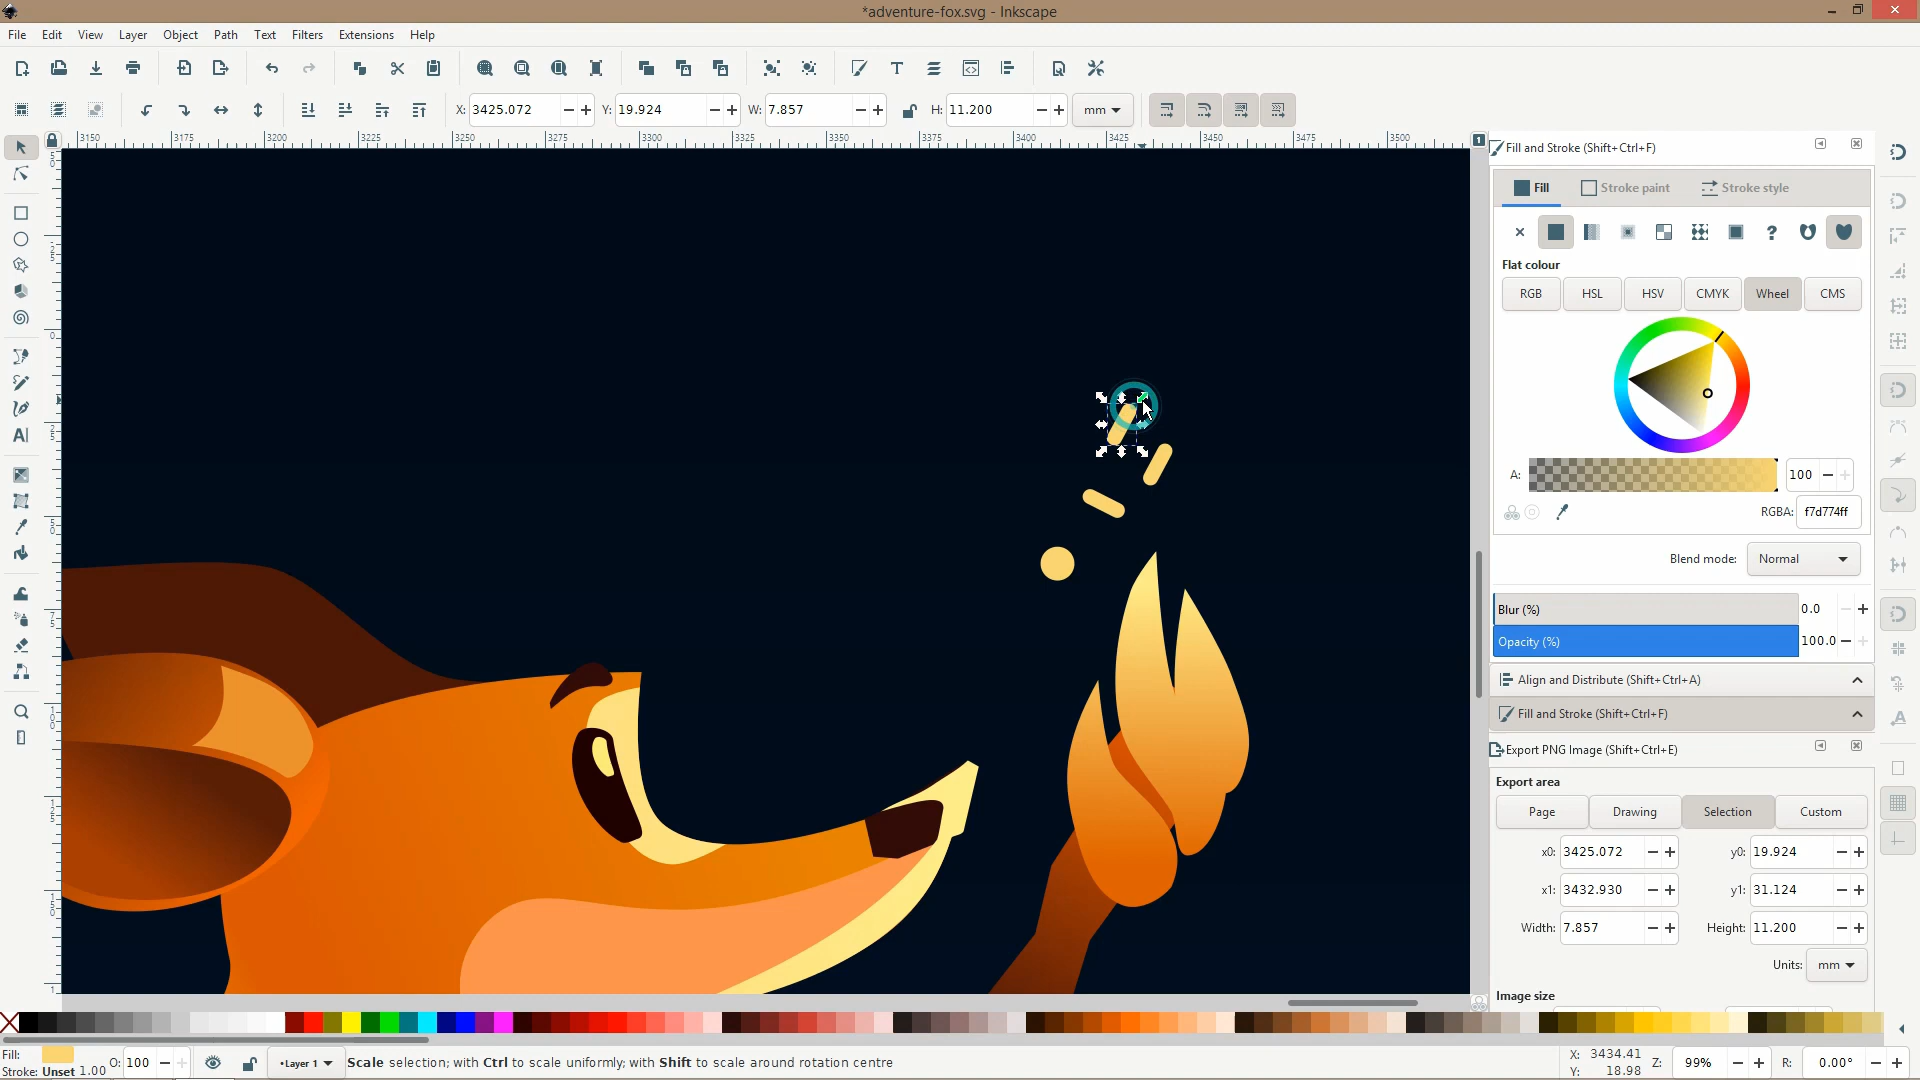 *adventure-fox.svg - Inkscape
File Edit View Layer Object Path Text Filters Extensions Help
X: 3425.072 Y: 19.924 W: 7.857 H: 11.200 mm
3150 3175 3200 3225 3250 3275 3300 3325 3350 3375 3400 3425 3450 3475 3500
Fill and Stroke (Shift+Ctrl+F)
Fill Stroke paint Stroke style
Flat colour
RGB HSL HSV CMYK Wheel CMS
A: 100
RGBA: f7d774ff
Blend mode: Normal
Blur (%) 0.0
Opacity (%) 100.0
Align and Distribute (Shift+Ctrl+A)
Fill and Stroke (Shift+Ctrl+F)
Export PNG Image (Shift+Ctrl+E)
Export area
Page Drawing Selection Custom
x0: 3425.072 y0: 19.924
x1: 3432.930 y1: 31.124
Width: 7.857 Height: 11.200
Units: mm
Image size
Fill:
Stroke: Unset 1.00
O: 100
•Layer 1
Scale selection; with Ctrl to scale uniformly; with Shift to scale around rotation centre
X: 3434.41
Y: 18.98
Z: 99%
R: 0.00°